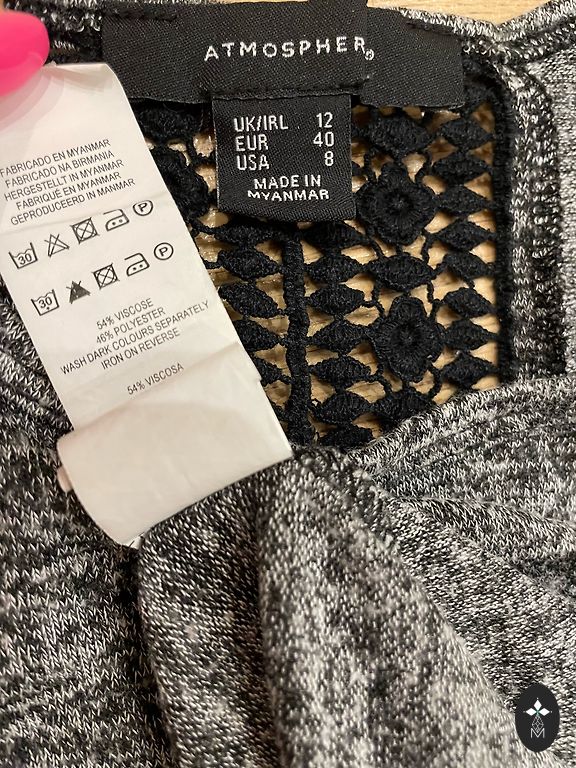 ATMOSPHER
UK/IRL 12
EUR 40
USA 8
MADE IN
MYANMAR
FABRICADO EN MYANMAR
FABRICADO NA BIRMANIA
HERGESTELLT IN MYANMAR
FABRIQUÉ EN MYANMAR
GEPRODUCEERD IN MANMAR
30 P
30 P
54% VISCOSE
46% POLYESTER
WASH DARK COLOURS SEPARATELY
IRON ON REVERSE
54% VISCOSA
M